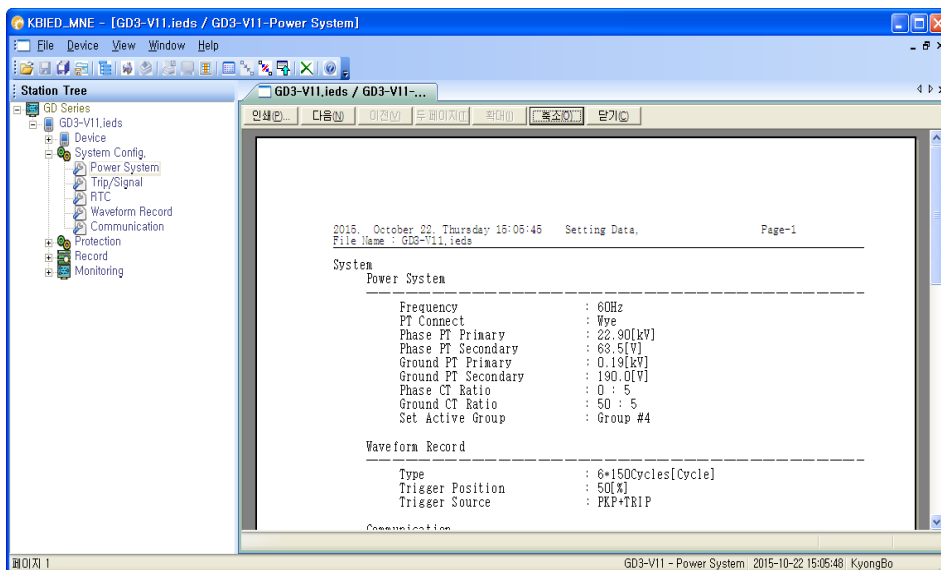 KBIED_MNE - [GD3-V11.ieds / GD3-V11-Power System]
File Device View Window Help
Station Tree
GD Series
GD3-V11.ieds
Device
System Config.
Power System
Trip/Signal
RTC
Waveform Record
Communication
Protection
Record
Monitoring
GD3-V11.ieds / GD3-V11-...
인쇄(P)... 다음(N) 이전(V) 두 페이지(T) 확대(I) 축소(O) 닫기(C)
2015. October 22. Thursday 15:05:45 Setting Data. Page-1
File Name : GD3-V11.ieds
System
Power System
Frequency : 60Hz
PT Connect : Wye
Phase PT Primary : 22.90[kV]
Phase PT Secondary : 63.5[V]
Ground PT Primary : 0.19[kV]
Ground PT Secondary : 190.0[V]
Phase CT Ratio : 0 : 5
Ground CT Ratio : 50 : 5
Set Active Group : Group #4
Waveform Record
Type : 6*150Cycles[Cycle]
Trigger Position : 50[%]
Trigger Source : PKP+TRIP
Communication
페이지 1 GD3-V11 - Power System 2015-10-22 15:05:48 KyongBo